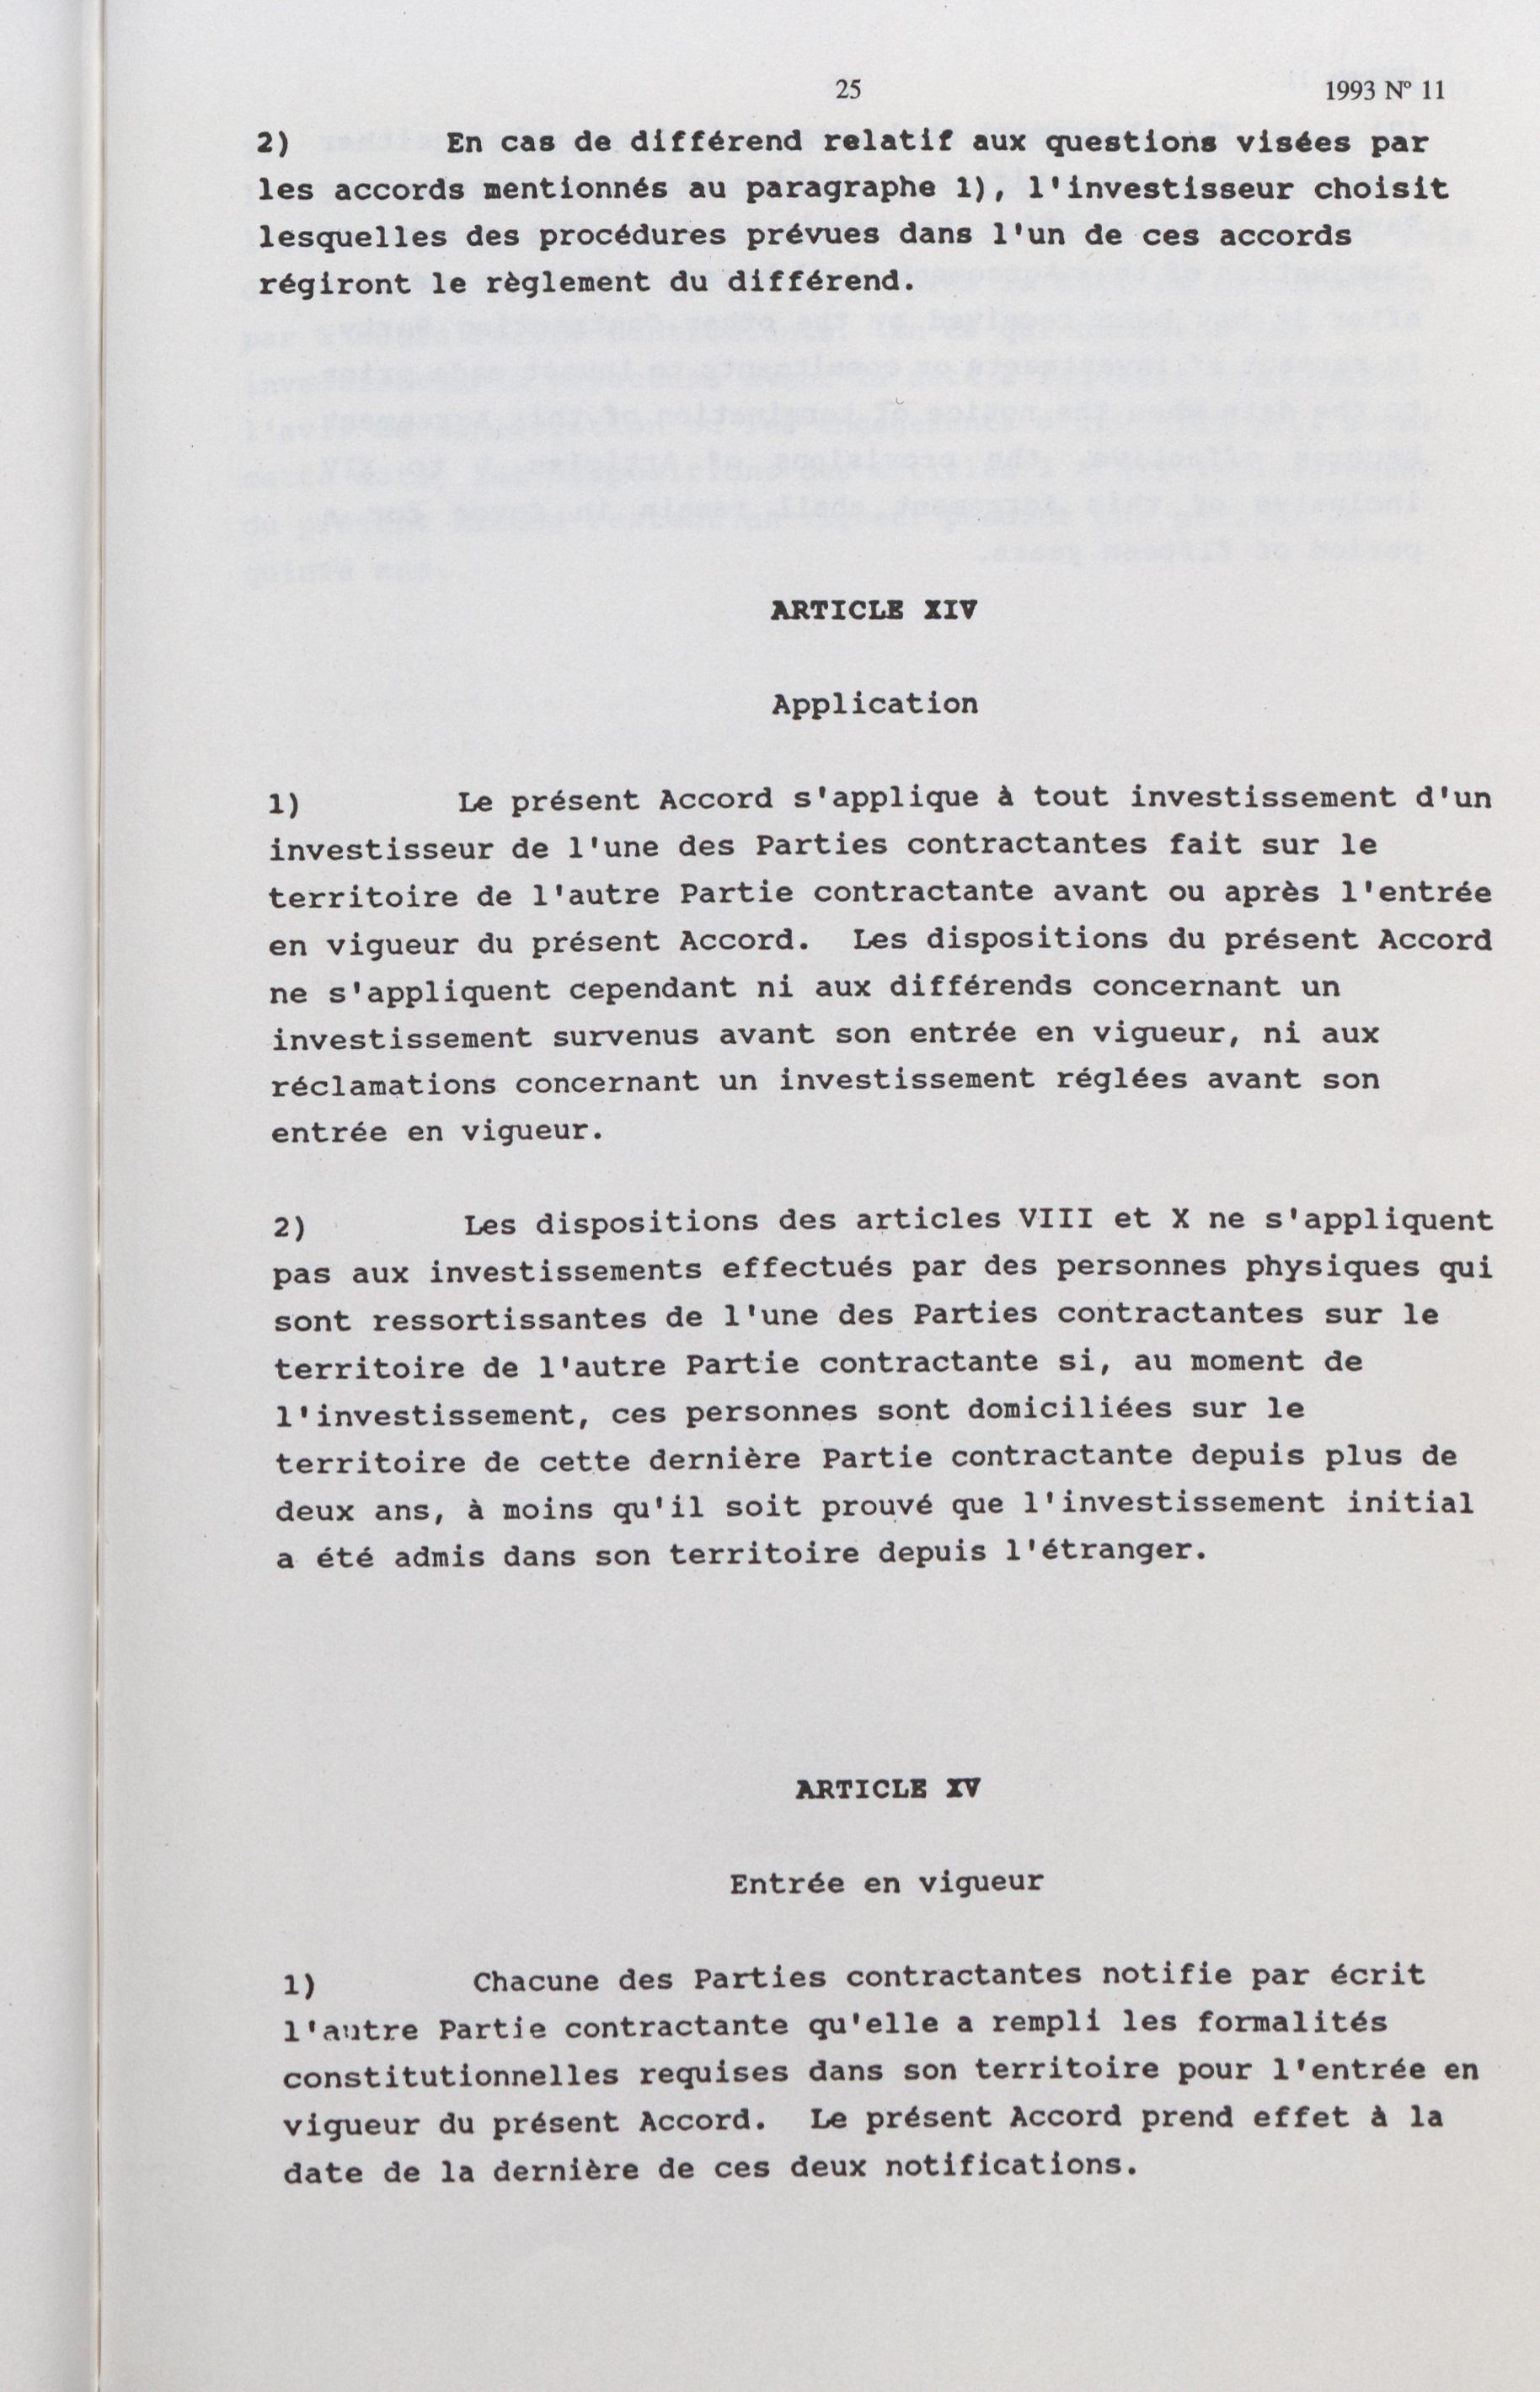 25
1993 Nº 11
2) En cas de différend relatif aux questions visées par
les accords mentionnés au paragraphe 1), l'investisseur choisit
lesquelles des procédures prévues dans l'un de ces accords
régiront le règlement du différend.
ARTICLE XIV
Application
1) Le présent Accord s'applique à tout investissement d'un
investisseur de l'une des Parties contractantes fait sur le
territoire de l'autre Partie contractante avant ou après l'entrée
en vigueur du présent Accord. Les dispositions du présent Accord
ne s'appliquent cependant ni aux différends concernant un
investissement survenus avant son entrée en vigueur, ni aux
réclamations concernant un investissement réglées avant son
entrée en vigueur.
2) Les dispositions des articles VIII et X ne s'appliquent
pas aux investissements effectués par des personnes physiques qui
sont ressortissantes de l'une des Parties contractantes sur le
territoire de l'autre Partie contractante si, au moment de
l'investissement, ces personnes sont domiciliées sur le
territoire de cette dernière Partie contractante depuis plus de
deux ans, à moins qu'il soit prouvé que l'investissement initial
a été admis dans son territoire depuis l'étranger.
ARTICLE XV
Entrée en vigueur
1) Chacune des Parties contractantes notifie par écrit
l'autre Partie contractante qu'elle a rempli les formalités
constitutionnelles requises dans son territoire pour l'entrée en
vigueur du présent Accord. Le présent Accord prend effet à la
date de la dernière de ces deux notifications.